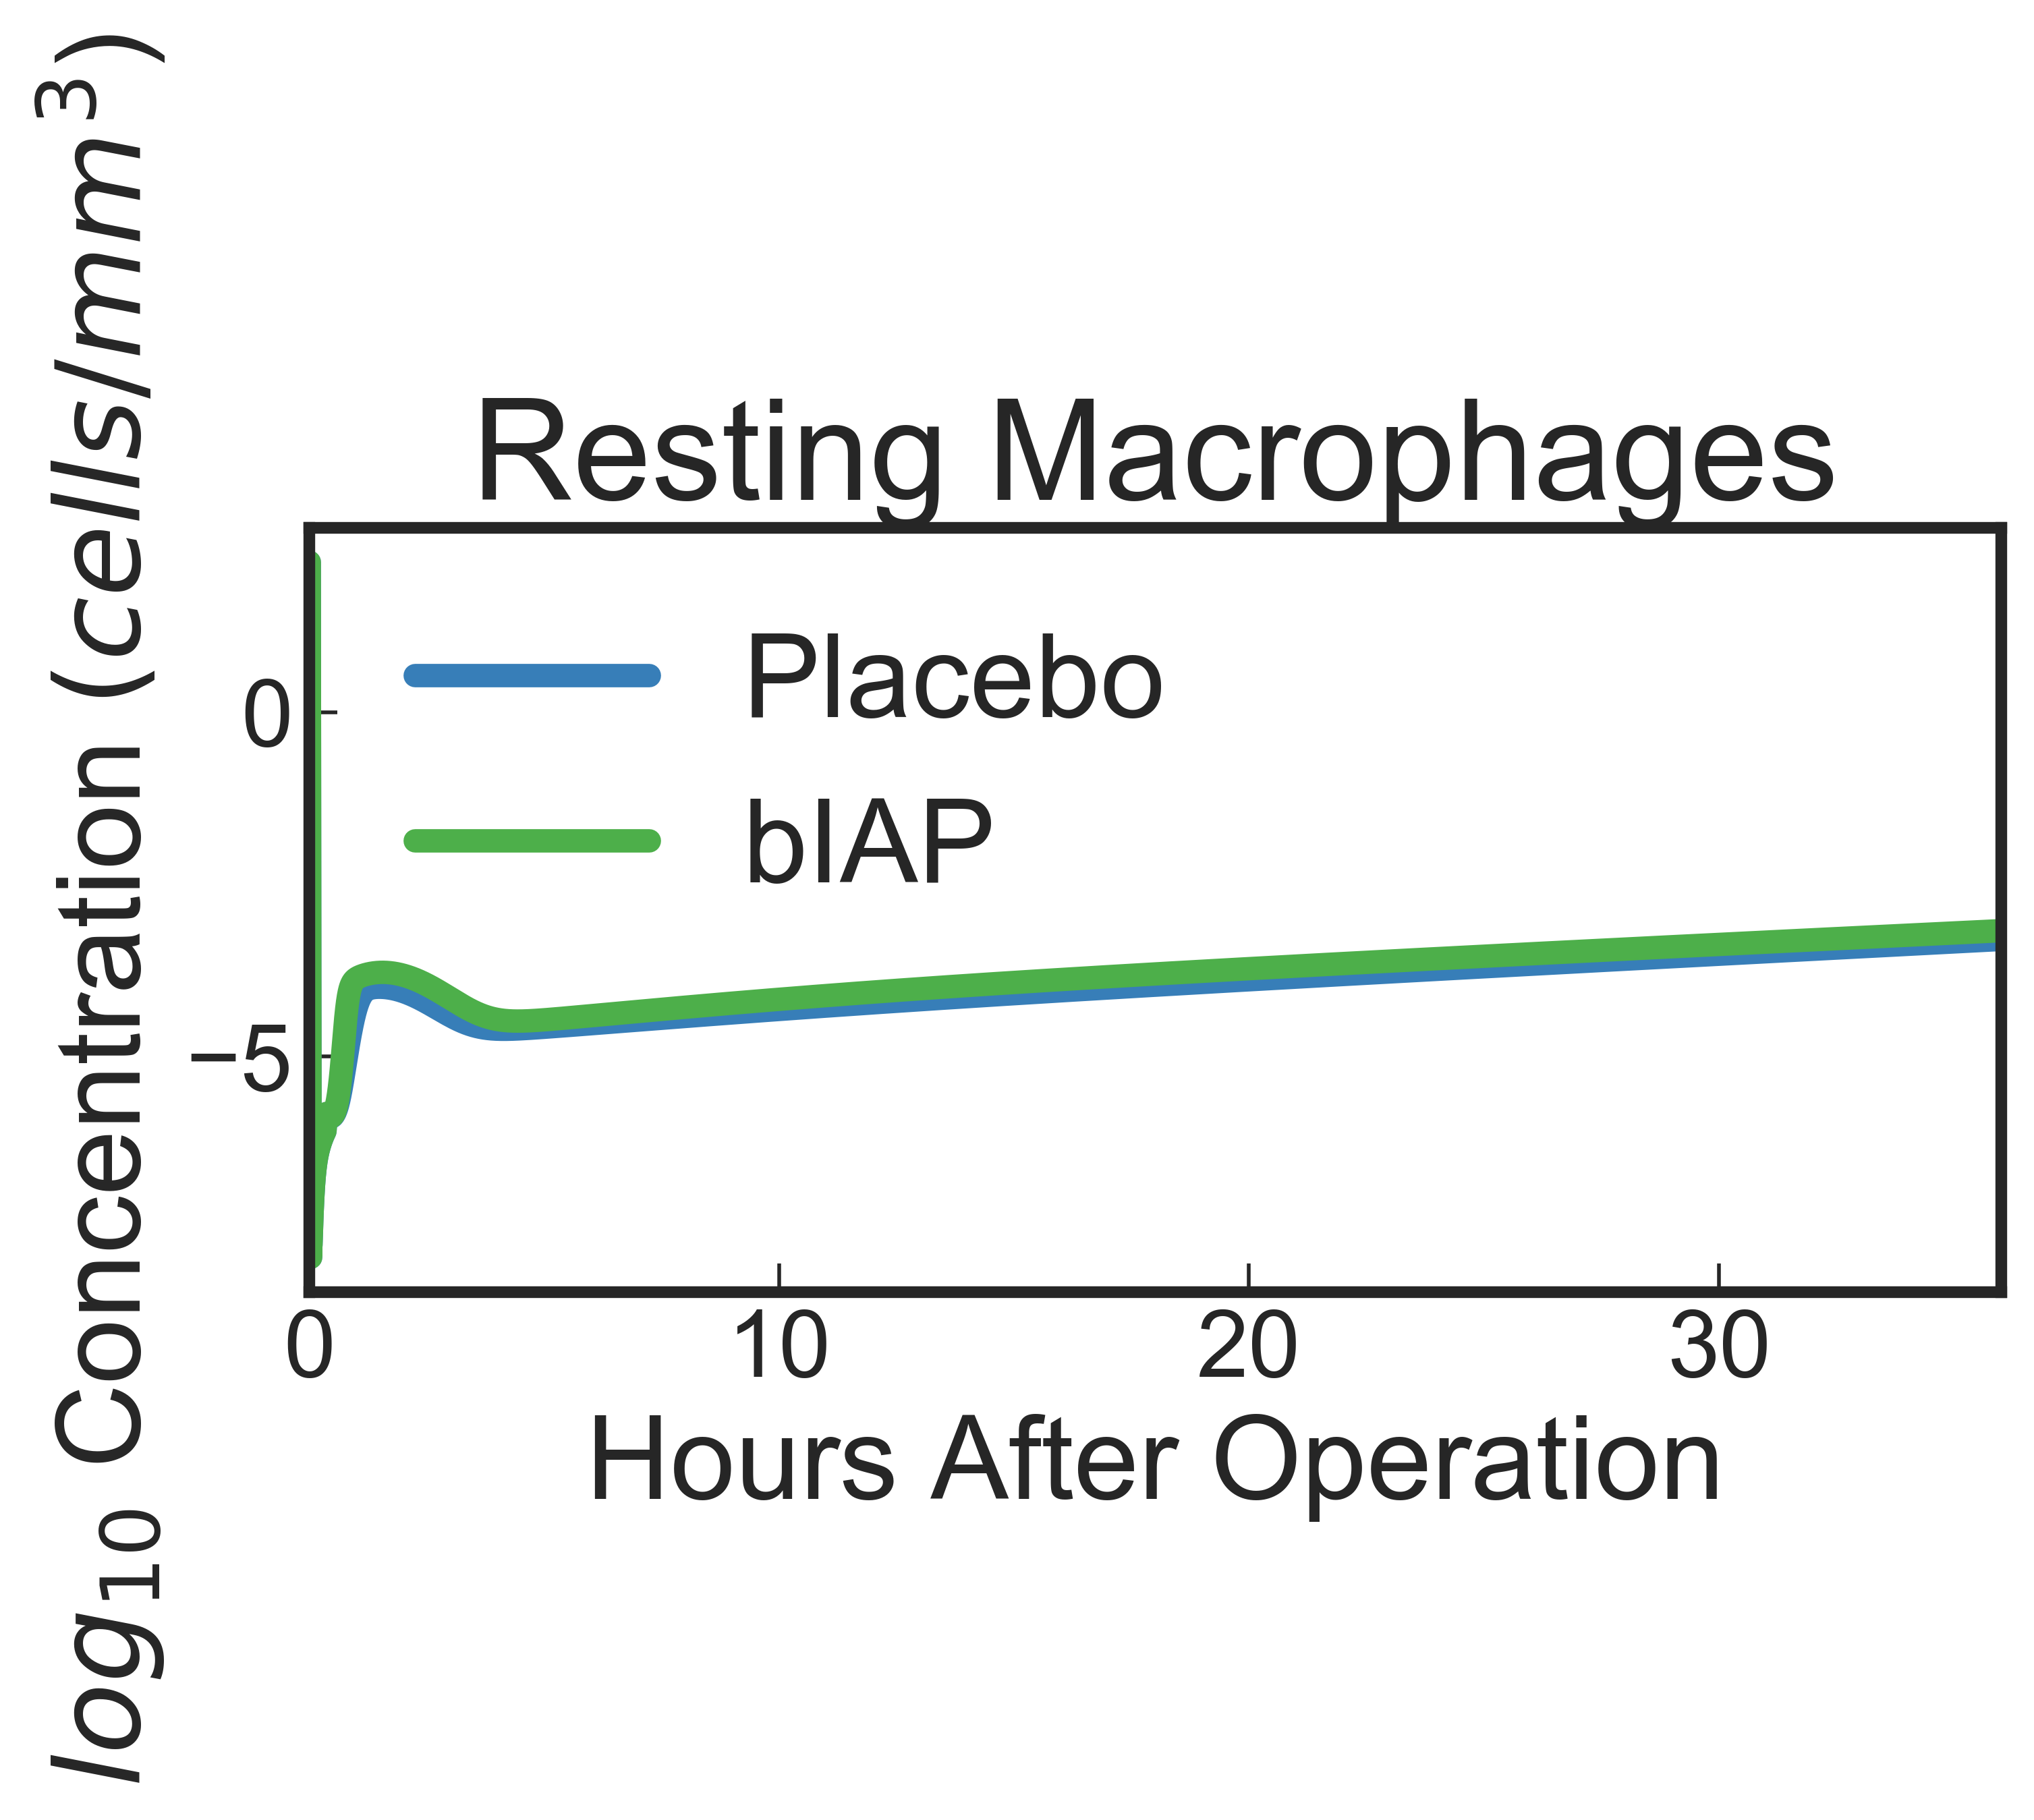 Resting Macrophages
log₁₀ Concentration (cells/mm³)
Placebo
bIAP
0
−5
0 10 20 30
Hours After Operation